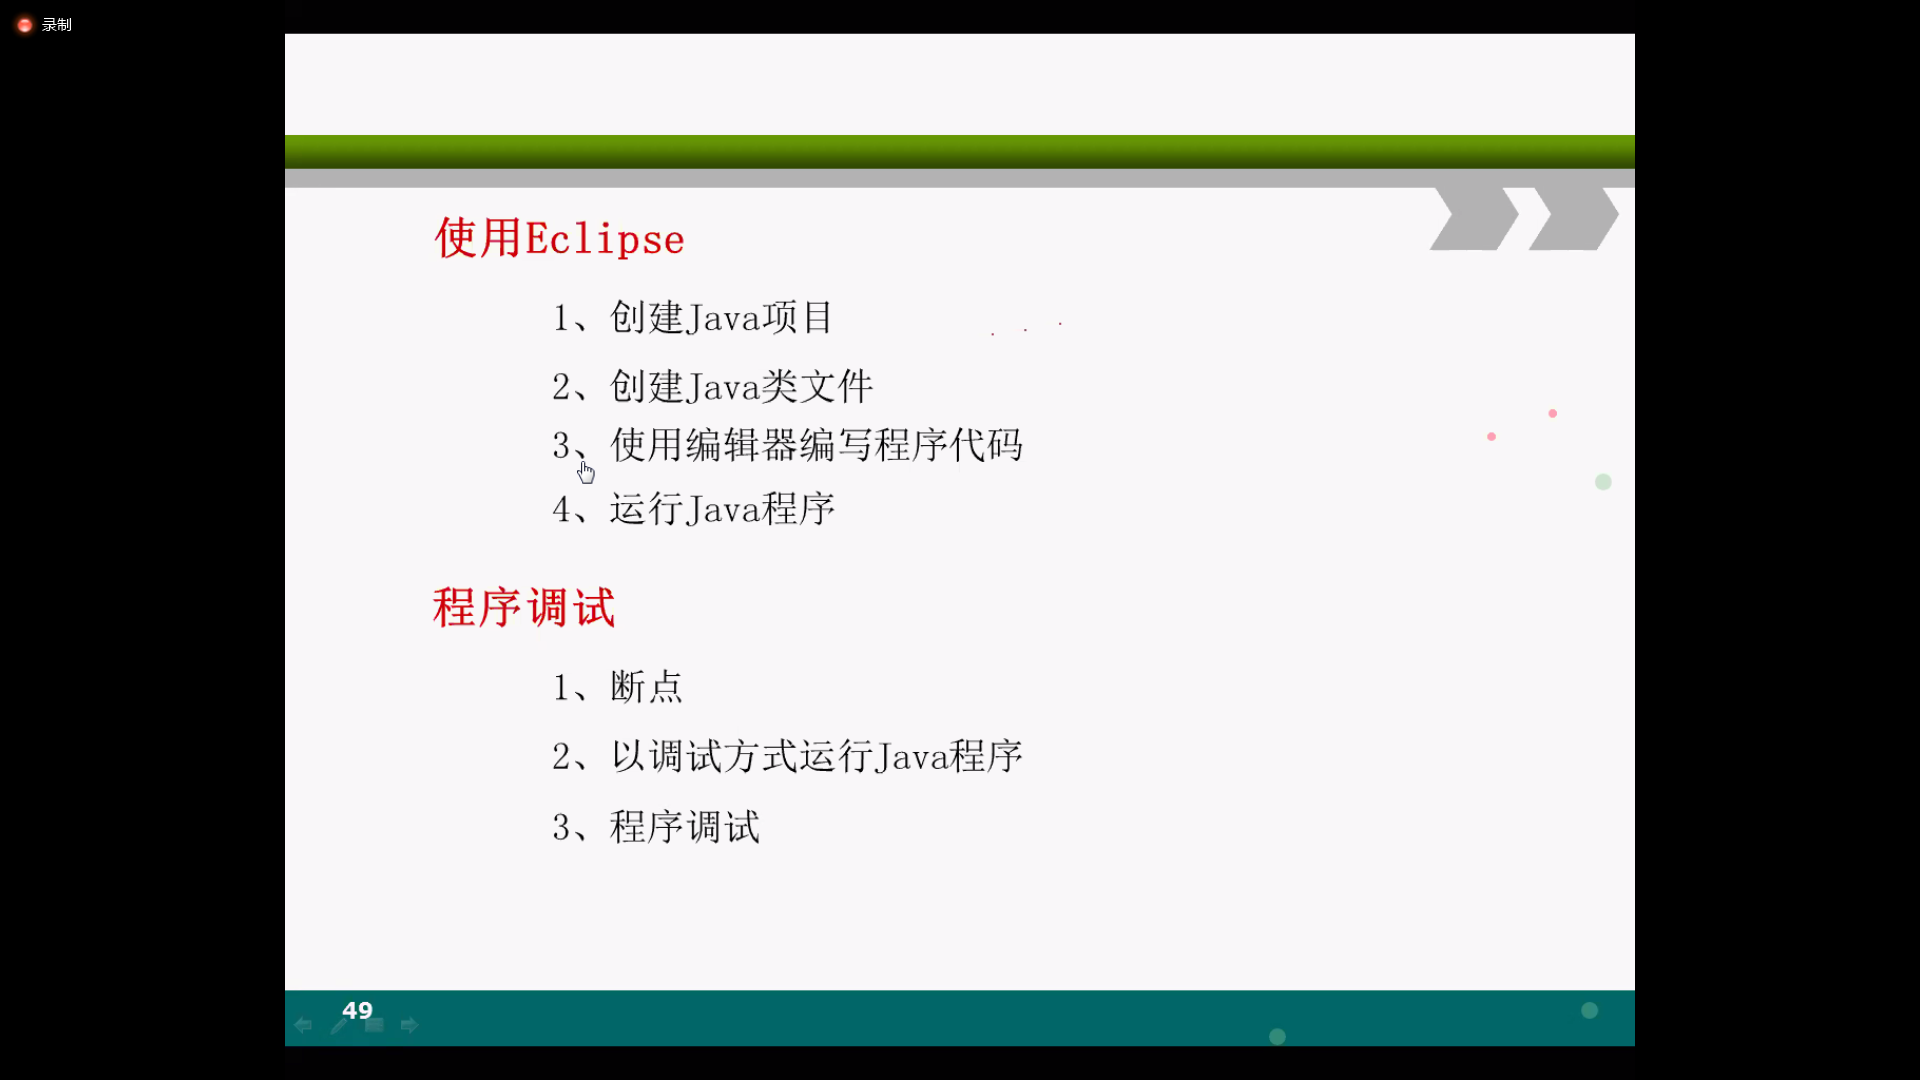 录制
使用Eclipse
1、创建Java项目
2、创建Java类文件
3、使用编辑器编写程序代码
4、运行Java程序
程序调试
1、断点
2、以调试方式运行Java程序
3、程序调试
49